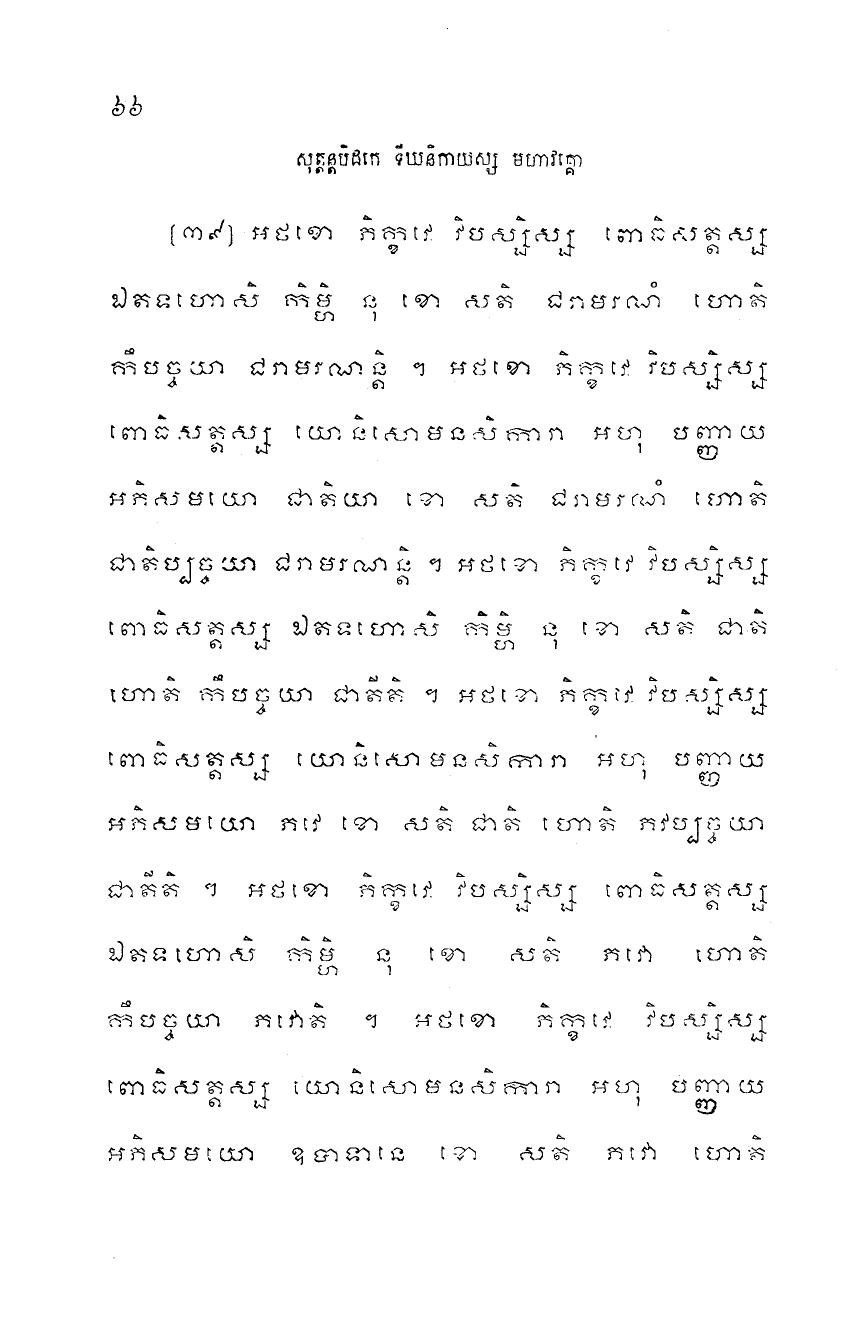 ៦៦
សុត្តន្តបិដកេ ទីឃនិកាយស្ស មហាវគ្គោ
[៣៩] អថខោ ភិក្ខវេ វិបស្សិស្ស ពោធិសត្តស្ស
ឯតទហោសិ កិម្ហិ នុ ខោ សតិ ជរាមរណំ ហោតិ
កឹបច្ចយា ជរាមរណន្តិ ។ អថខោ ភិក្ខវេ វិបស្សិស្ស
ពោធិសត្តស្ស យោនិសោមនសិការា អហុ បញ្ញាយ
អភិសមយោ ជាតិយា ខោ សតិ ជរាមរណំ ហោតិ
ជាតិប្បច្ចយា ជរាមរណន្តិ ។ អថខោ ភិក្ខវេ វិបស្សិស្ស
ពោធិសត្តស្ស ឯតទហោសិ កិម្ហិ នុ ខោ សតិ ជាតិ
ហោតិ កឹបច្ចយា ជាតីតិ ។ អថខោ ភិក្ខវេ វិបស្សិស្ស
ពោធិសត្តស្ស យោនិសោមនសិការា អហុ បញ្ញាយ
អភិសមយោ ភវេ ខោ សតិ ជាតិ ហោតិ ភវប្បច្ចយា
ជាតីតិ ។ អថខោ ភិក្ខវេ វិបស្សិស្ស ពោធិសត្តស្ស
ឯតទហោសិ កិម្ហិ នុ ខោ សតិ ភវោ ហោតិ
កឹបច្ចយា ភវោតិ ។ អថខោ ភិក្ខវេ វិបស្សិស្ស
ពោធិសត្តស្ស យោនិសោមនសិការា អហុ បញ្ញាយ
អភិសមយោ ឧបាទានេ ខោ សតិ ភវោ ហោតិ